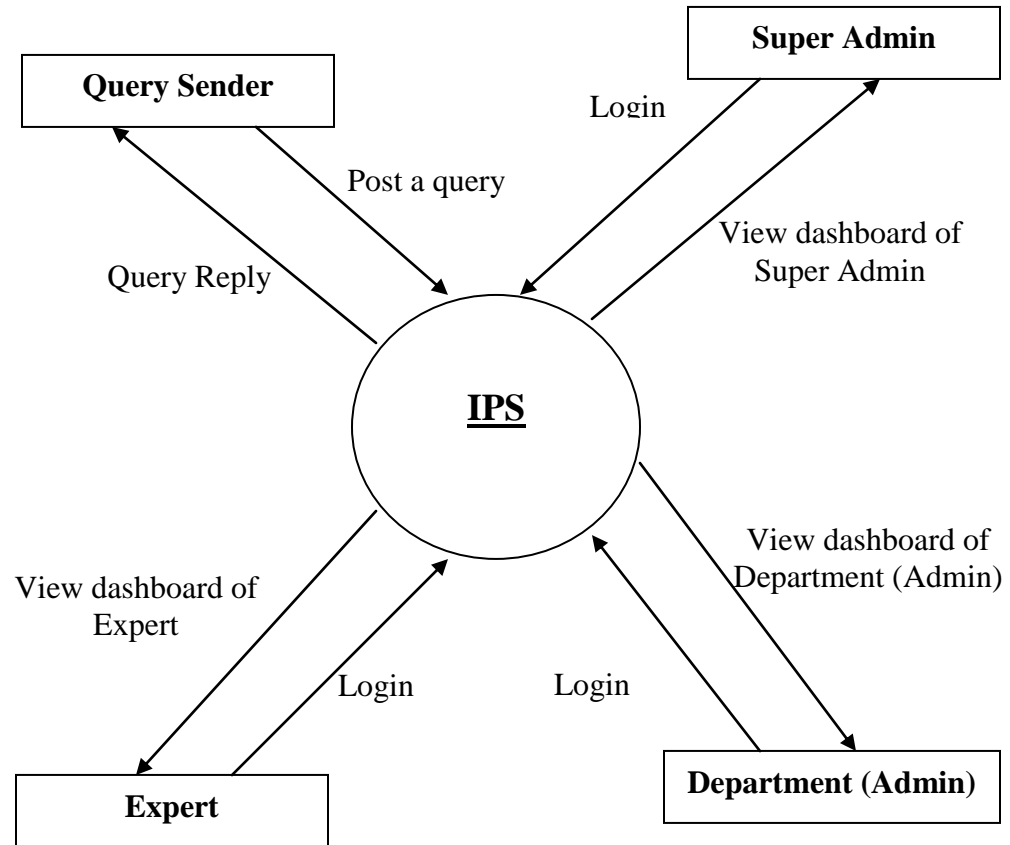 Super Admin
Query Sender
Login
Post a query
View dashboard of
Super Admin
Query Reply
IPS
View dashboard of
Department (Admin)
View dashboard of
Expert
Login
Login
Department (Admin)
Expert